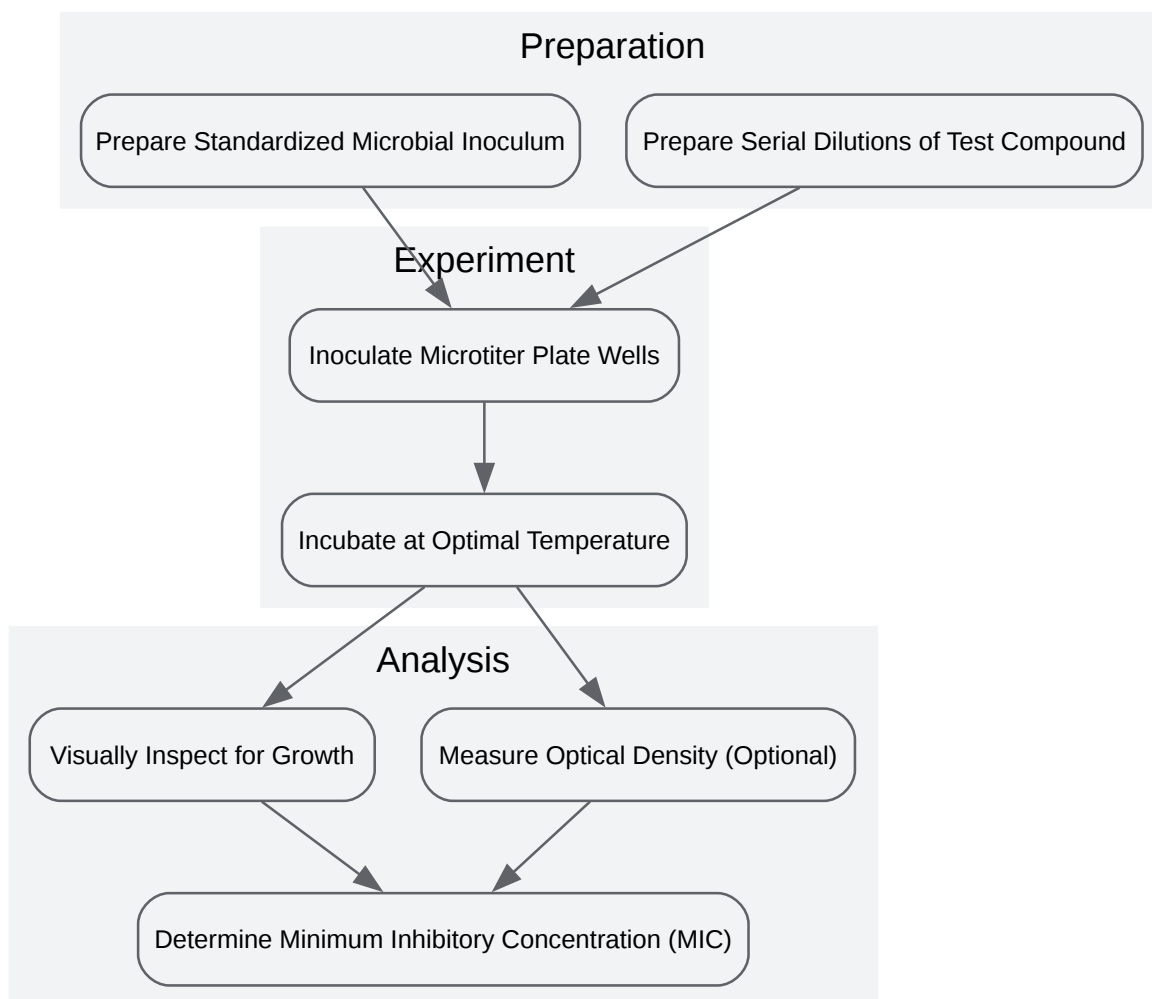 Preparation
Prepare Standardized Microbial Inoculum
Prepare Serial Dilutions of Test Compound
Experiment
Inoculate Microtiter Plate Wells
Incubate at Optimal Temperature
Analysis
Visually Inspect for Growth
Measure Optical Density (Optional)
Determine Minimum Inhibitory Concentration (MIC)